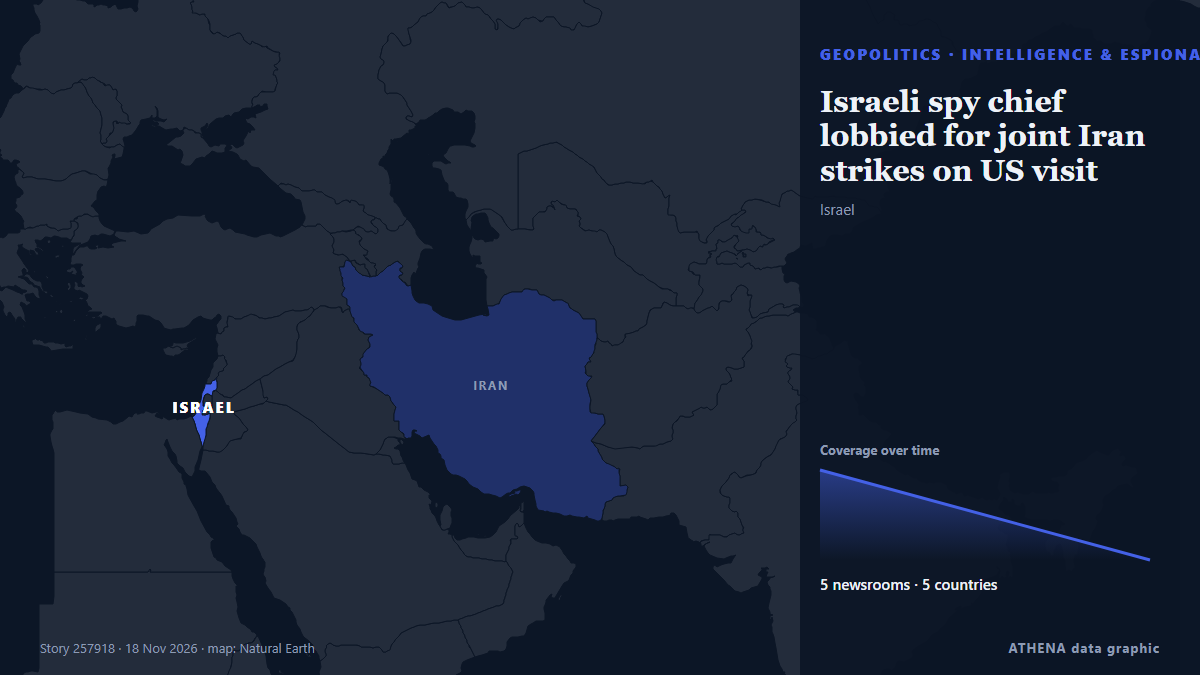 GEOPOLITICS · INTELLIGENCE & ESPIONA
Israeli spy chief
lobbied for joint Iran
strikes on US visit
Israel
IRAN
ISRAEL
Coverage over time
5 newsrooms · 5 countries
Story 257918 · 18 Nov 2026 · map: Natural Earth
ATHENA data graphic